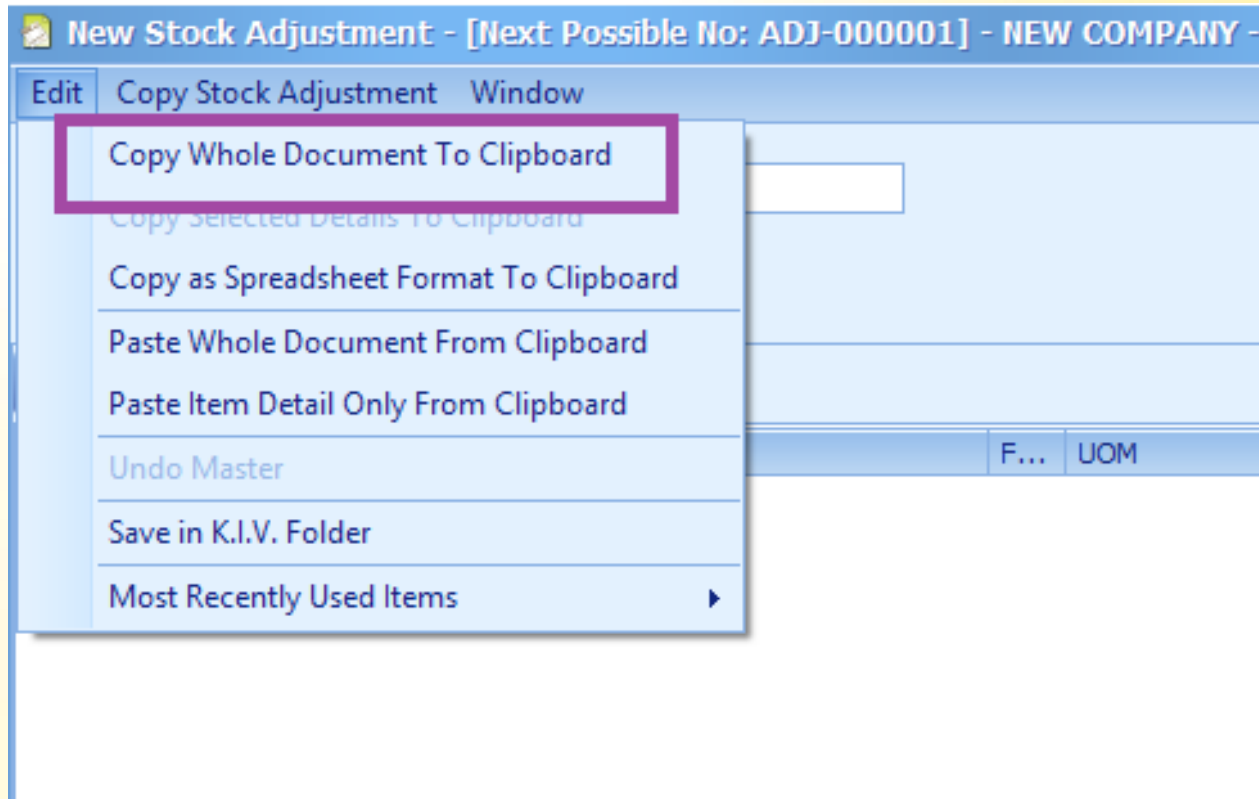 New Stock Adjustment - [Next Possible No: ADJ-000001] - NEW COMPANY -
Edit Copy Stock Adjustment Window
Copy Whole Document To Clipboard
Copy Selected Details To Clipboard
Copy as Spreadsheet Format To Clipboard
Paste Whole Document From Clipboard
Paste Item Detail Only From Clipboard
F... UOM
Undo Master
Save in K.I.V. Folder
Most Recently Used Items